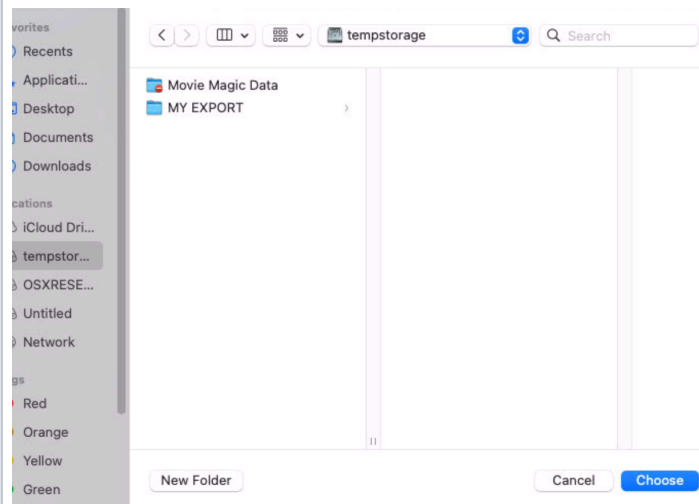 vorites
Recents
Applicati...
Desktop
Documents
Downloads
cations
iCloud Dri...
tempstor...
OSXRESE...
Untitled
Network
gs
Red
Orange
Yellow
Green
tempstorage
Search
Movie Magic Data
MY EXPORT
New Folder
Cancel
Choose